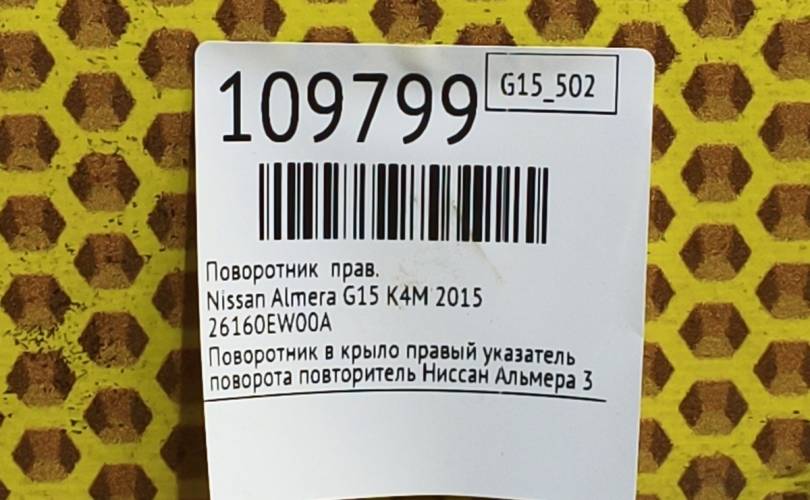 109799
G15_502
Поворотник прав.
Nissan Almera G15 K4M 2015
26160EW00A
Поворотник в крыло правый указатель
поворота повторитель Ниссан Альмера 3